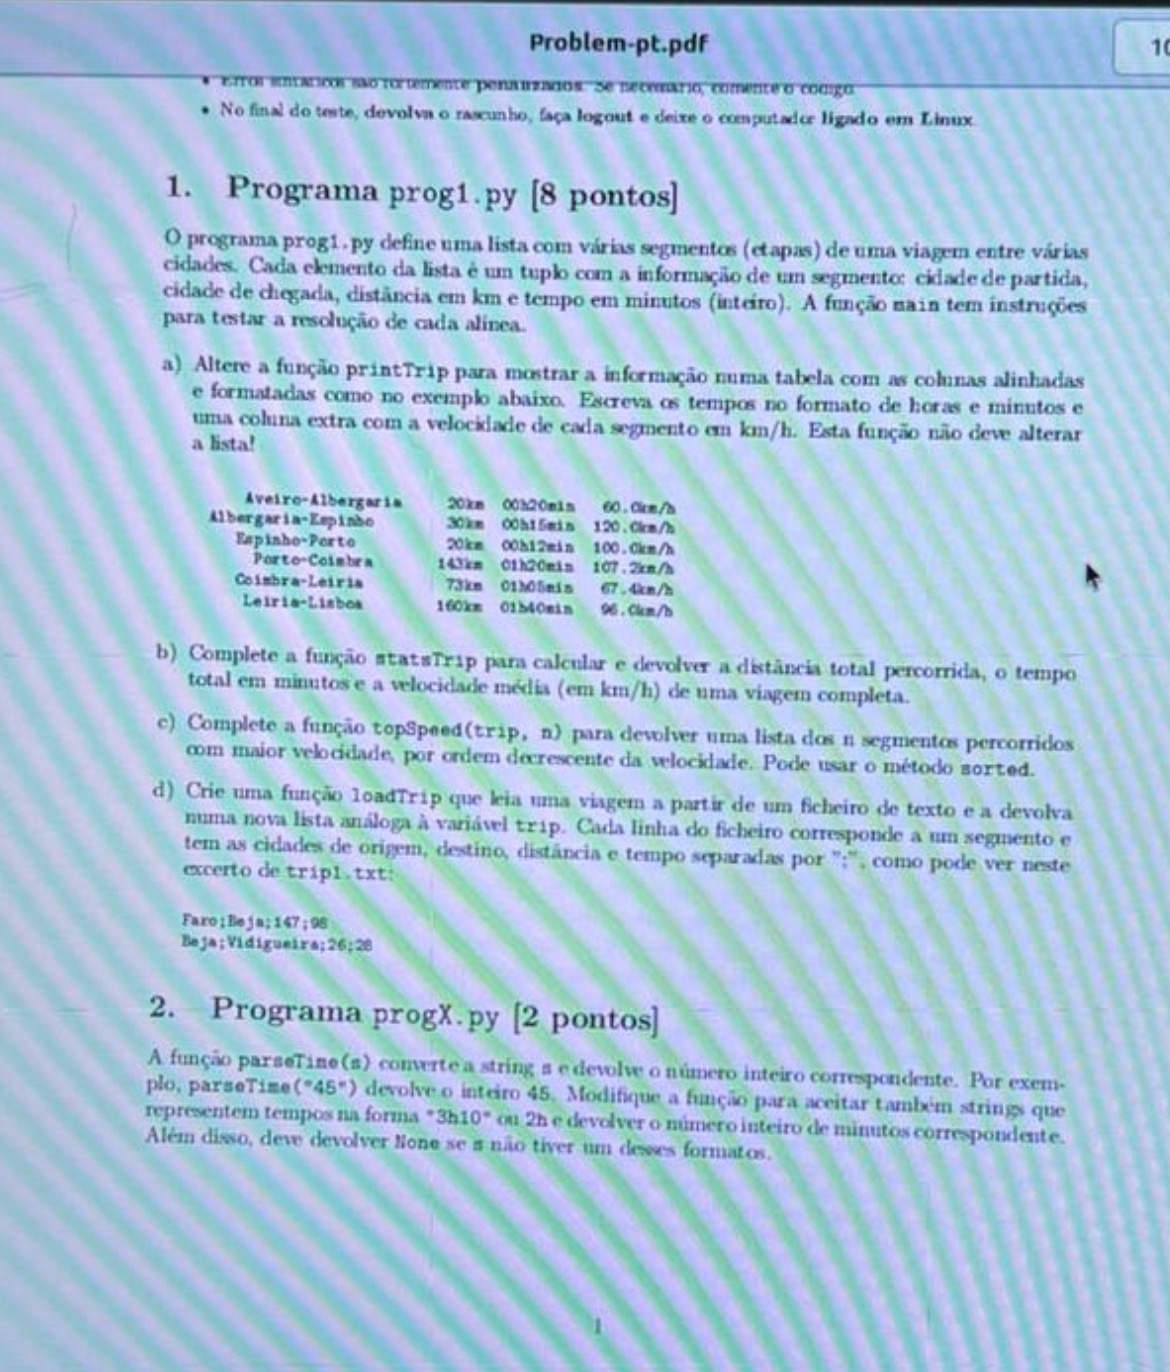 Problem-pt.pdf
10
• Erros sintáticos são fortemente penalizados. Se necessário, comente o código
• No final do teste, devolva o rascunho, faça logout e deixe o computador ligado em Linux.
1. Programa prog1.py [8 pontos]
O programa prog1.py define uma lista com várias segmentos (etapas) de uma viagem entre várias
cidades. Cada elemento da lista é um tuplo com a informação de um segmento: cidade de partida,
cidade de chegada, distância em km e tempo em minutos (inteiro). A função main tem instruções
para testar a resolução de cada alínea.
a) Altere a função printTrip para mostrar a informação numa tabela com as colunas alinhadas
e formatadas como no exemplo abaixo. Escreva os tempos no formato de horas e minutos e
uma coluna extra com a velocidade de cada segmento em km/h. Esta função não deve alterar
a lista!
Aveiro-Albergaria 20km 00h20min 60.0km/h
Albergaria-Espinho 30km 00h15min 120.0km/h
Espinho-Porto 20km 00h12min 100.0km/h
Porto-Coimbra 143km 01h20min 107.2km/h
Coimbra-Leiria 73km 01h05min 67.4km/h
Leiria-Lisboa 160km 01h40min 96.0km/h
b) Complete a função statsTrip para calcular e devolver a distância total percorrida, o tempo
total em minutos e a velocidade média (em km/h) de uma viagem completa.
c) Complete a função topSpeed(trip, n) para devolver uma lista dos n segmentos percorridos
com maior velocidade, por ordem decrescente da velocidade. Pode usar o método sorted.
d) Crie uma função loadTrip que leia uma viagem a partir de um ficheiro de texto e a devolva
numa nova lista análoga à variável trip. Cada linha do ficheiro corresponde a um segmento e
tem as cidades de origem, destino, distância e tempo separadas por ";", como pode ver neste
excerto de trip1.txt:
Faro;Beja;147;98
Beja;Vidigueira;26;28
2. Programa progX.py [2 pontos]
A função parseTime(s) converte a string s e devolve o número inteiro correspondente. Por exem-
plo, parseTime("45") devolve o inteiro 45. Modifique a função para aceitar também strings que
representem tempos na forma "3h10" ou 2h e devolver o número inteiro de minutos correspondente.
Além disso, deve devolver None se s não tiver um desses formatos.
1